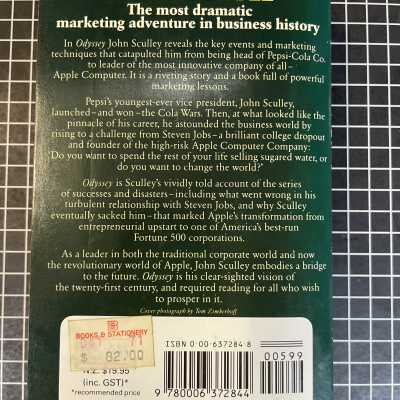 The most dramatic
marketing adventure in business history
In Odyssey John Sculley reveals the key events and marketing
techniques that catapulted him from being head of Pepsi-Cola Co.
to leader of the most innovative company of all–
Apple Computer. It is a riveting story and a book full of powerful
marketing lessons.
Pepsi's youngest-ever vice president, John Sculley,
launched–and won–the Cola Wars. Then, at what looked like the
pinnacle of his career, he astounded the business world by
rising to a challenge from Steven Jobs–a brilliant college dropout
and founder of the high-risk Apple Computer Company:
'Do you want to spend the rest of your life selling sugared water, or
do you want to change the world?'
Odyssey is Sculley's vividly told account of the series
of successes and disasters–including what went wrong in his
turbulent relationship with Steven Jobs, and why Sculley
eventually sacked him–that marked Apple's transformation from
entrepreneurial upstart to one of America's best-run
Fortune 500 corporations.
As a leader in both the traditional corporate world and now
the revolutionary world of Apple, John Sculley embodies a bridge
to the future. Odyssey is his clear-sighted vision of
the twenty-first century, and required reading for all who wish
to prosper in it.
Cover photograph by Tom Zimberhoff
BOOKS & STATIONERY
$ 82.00
N.Z. $19.95
(inc. GST)*
*recommended price
ISBN 0-00-637284 8
00599
9 780006 372844